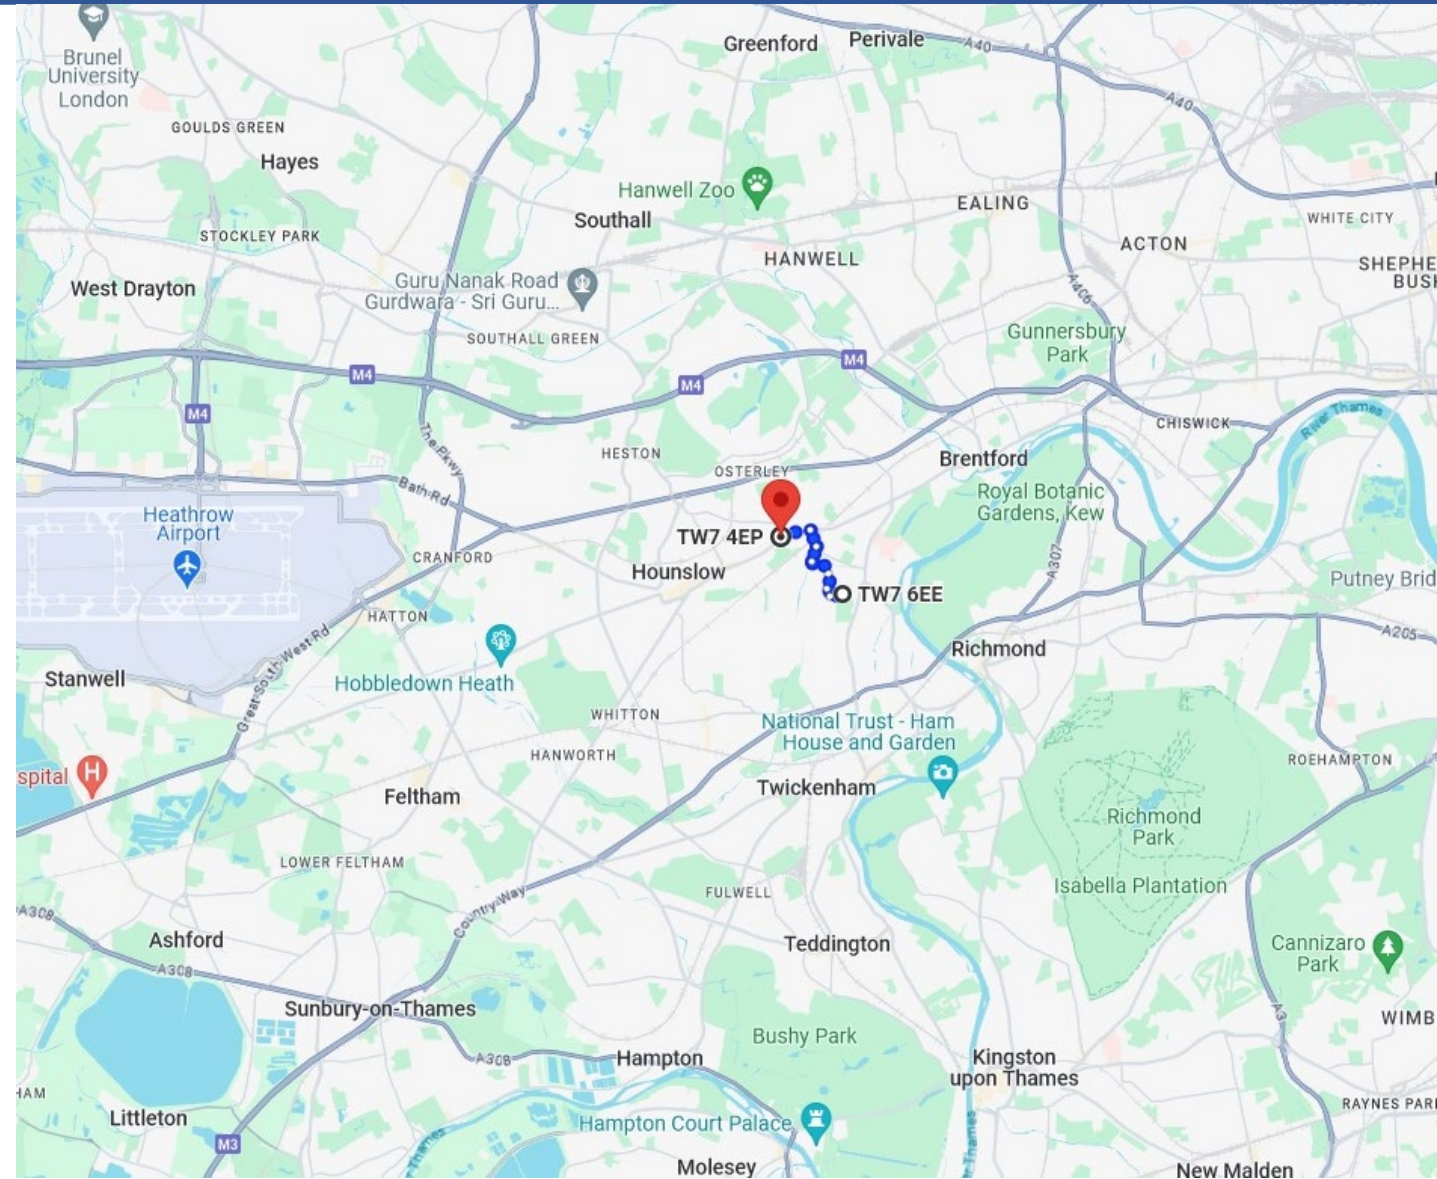 Greenford
Perivale
A40
Brunel
University
London
A40
GOULDS GREEN
Hayes
Hanwell Zoo
Southall
EALING
WHITE CITY
STOCKLEY PARK
ACTON
HANWELL
SHEPHE
BUSH
West Drayton
Guru Nanak Road
Gurdwara - Sri Guru...
A406
SOUTHALL GREEN
Gunnersbury
Park
M4
M4
M4
M4
River Thames
CHISWICK
The Pkwy
HESTON
Brentford
OSTERLEY
Bath Rd
Royal Botanic
Gardens, Kew
Heathrow
Airport
TW7 4EP
CRANFORD
A307
Hounslow
Putney Brid
TW7 6EE
HATTON
A205
Great South-West Rd
Richmond
Stanwell
Hobbledown Heath
WHITTON
National Trust - Ham
House and Garden
HANWORTH
ROEHAMPTON
spital
H
Feltham
Twickenham
Richmond
Park
LOWER FELTHAM
Isabella Plantation
FULWELL
Country Way
A308
Ashford
Teddington
Cannizaro
Park
A308
Sunbury-on-Thames
A3
WIMB
Bushy Park
A308
Hampton
Kingston
upon Thames
HAM
Littleton
RAYNES PARK
Hampton Court Palace
M3
Thames
Thames
Molesey
New Malden